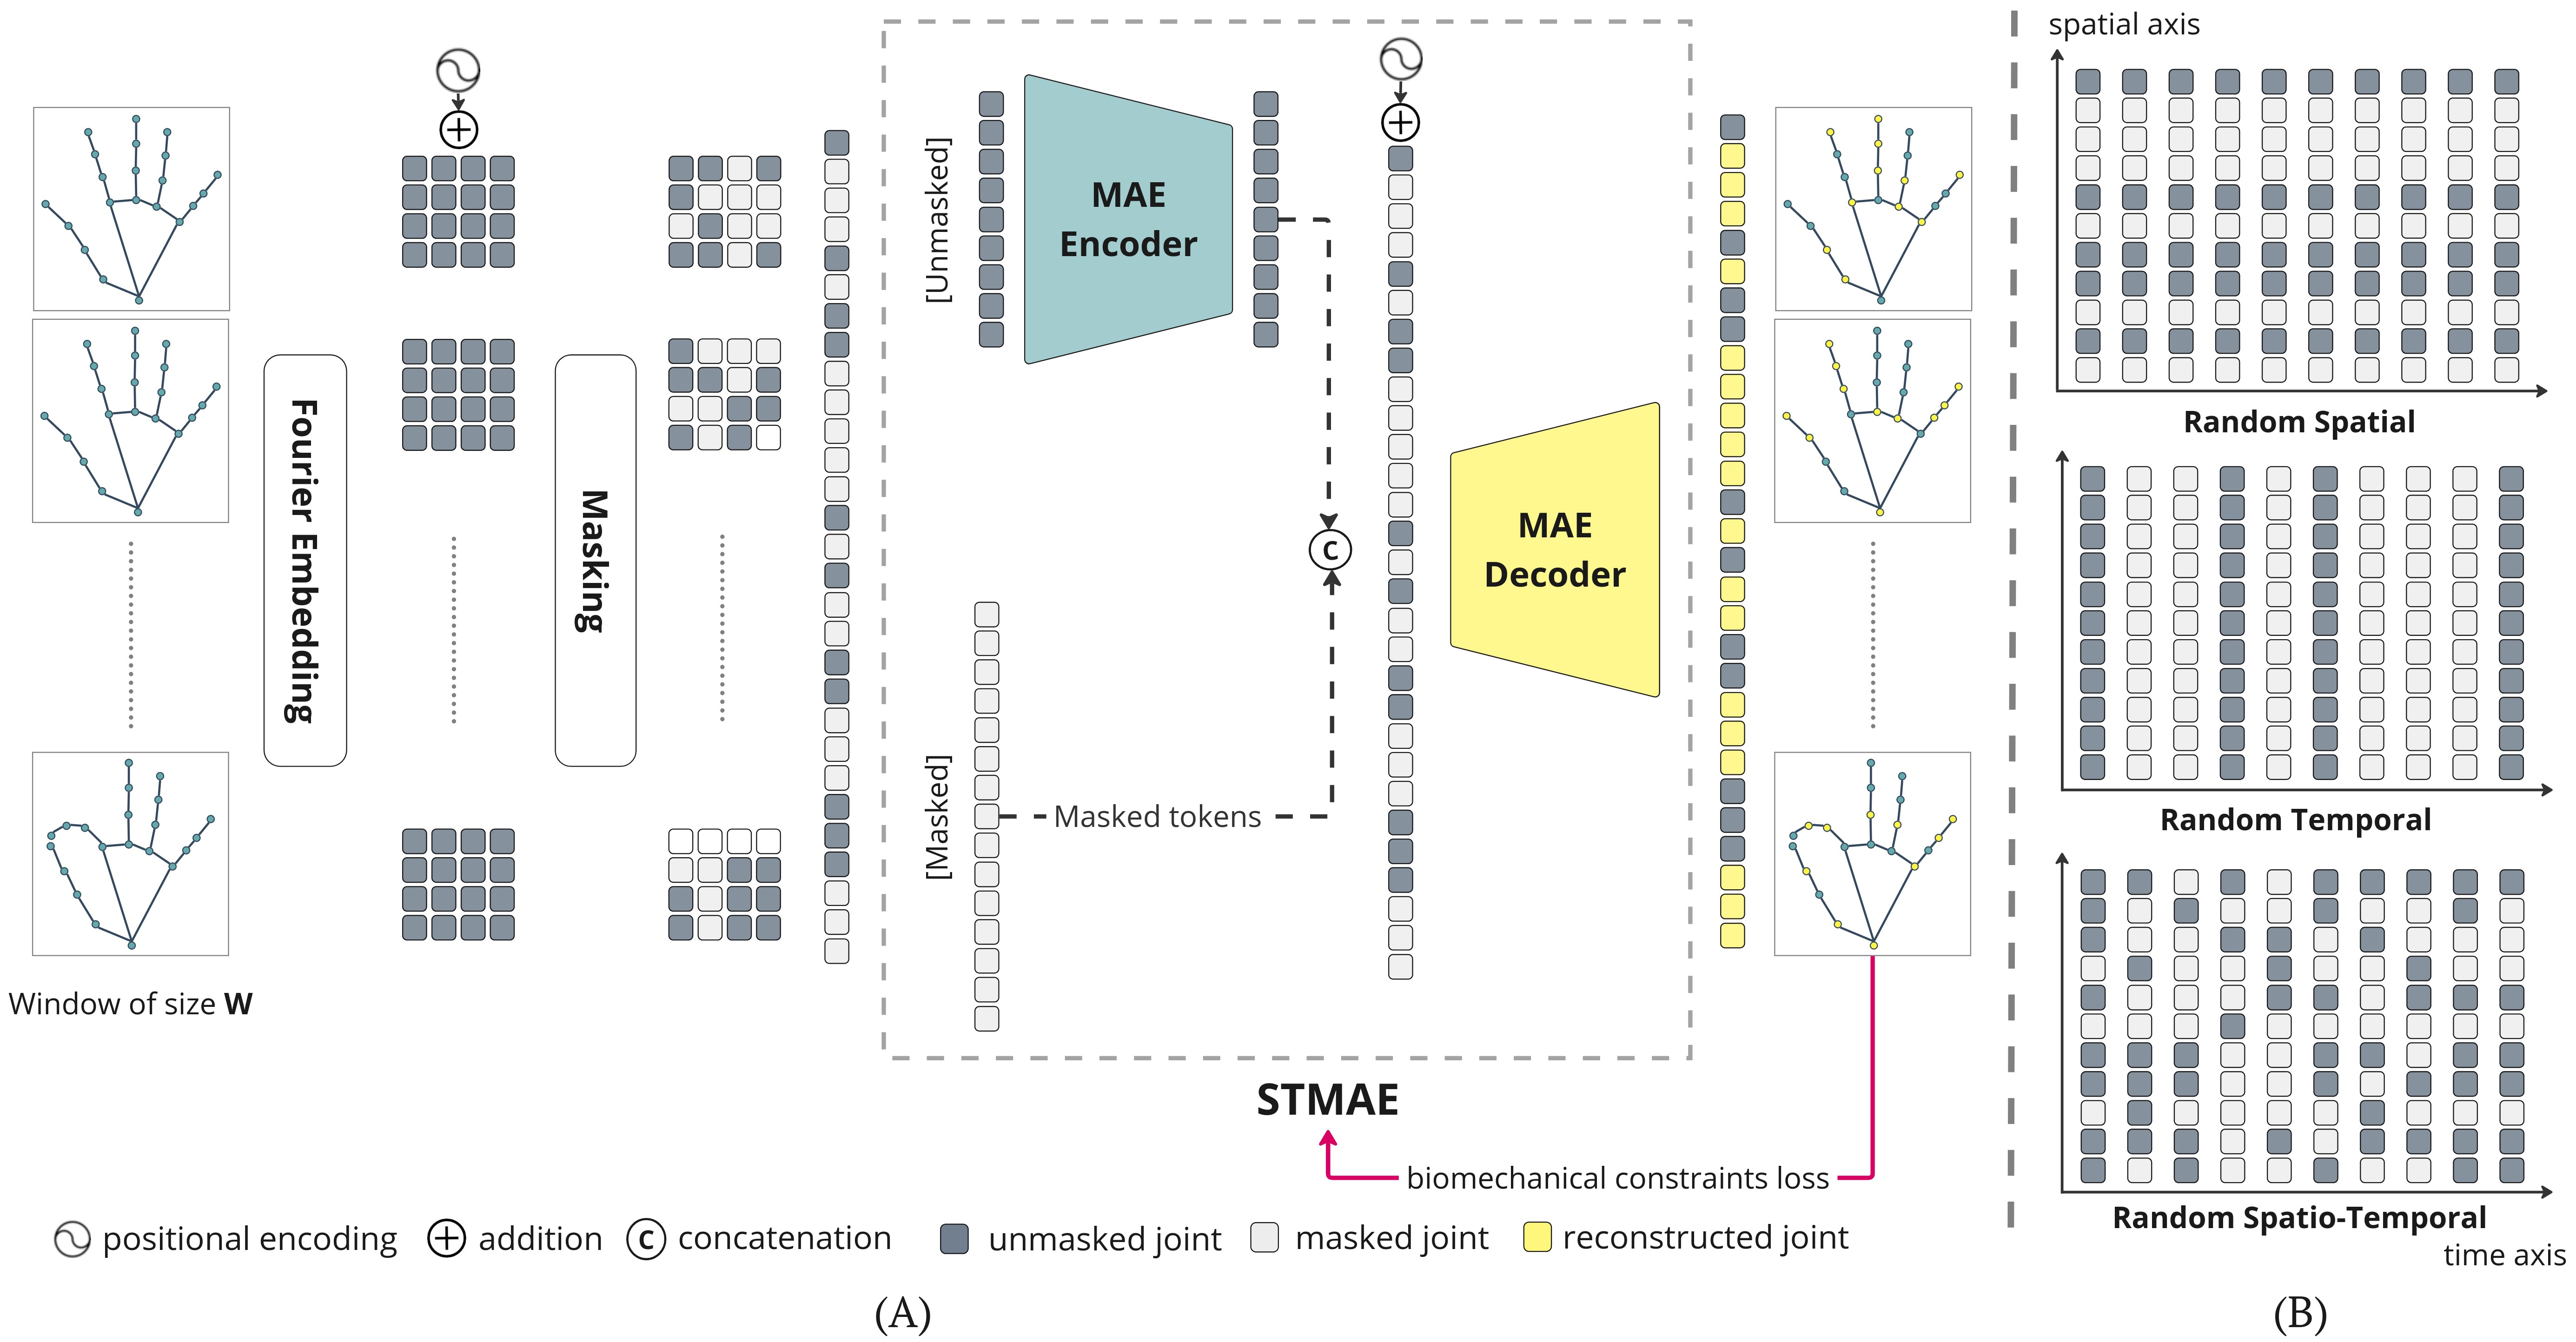 Fourier Embedding
Masking
[Unmasked]
MAE
Encoder
C
[Masked]
Masked tokens
MAE
Decoder
Window of size W
STMAE
biomechanical constraints loss
positional encoding
addition
C
concatenation
unmasked joint
masked joint
reconstructed joint
(A)
spatial axis
Random Spatial
Random Temporal
Random Spatio-Temporal
time axis
(B)